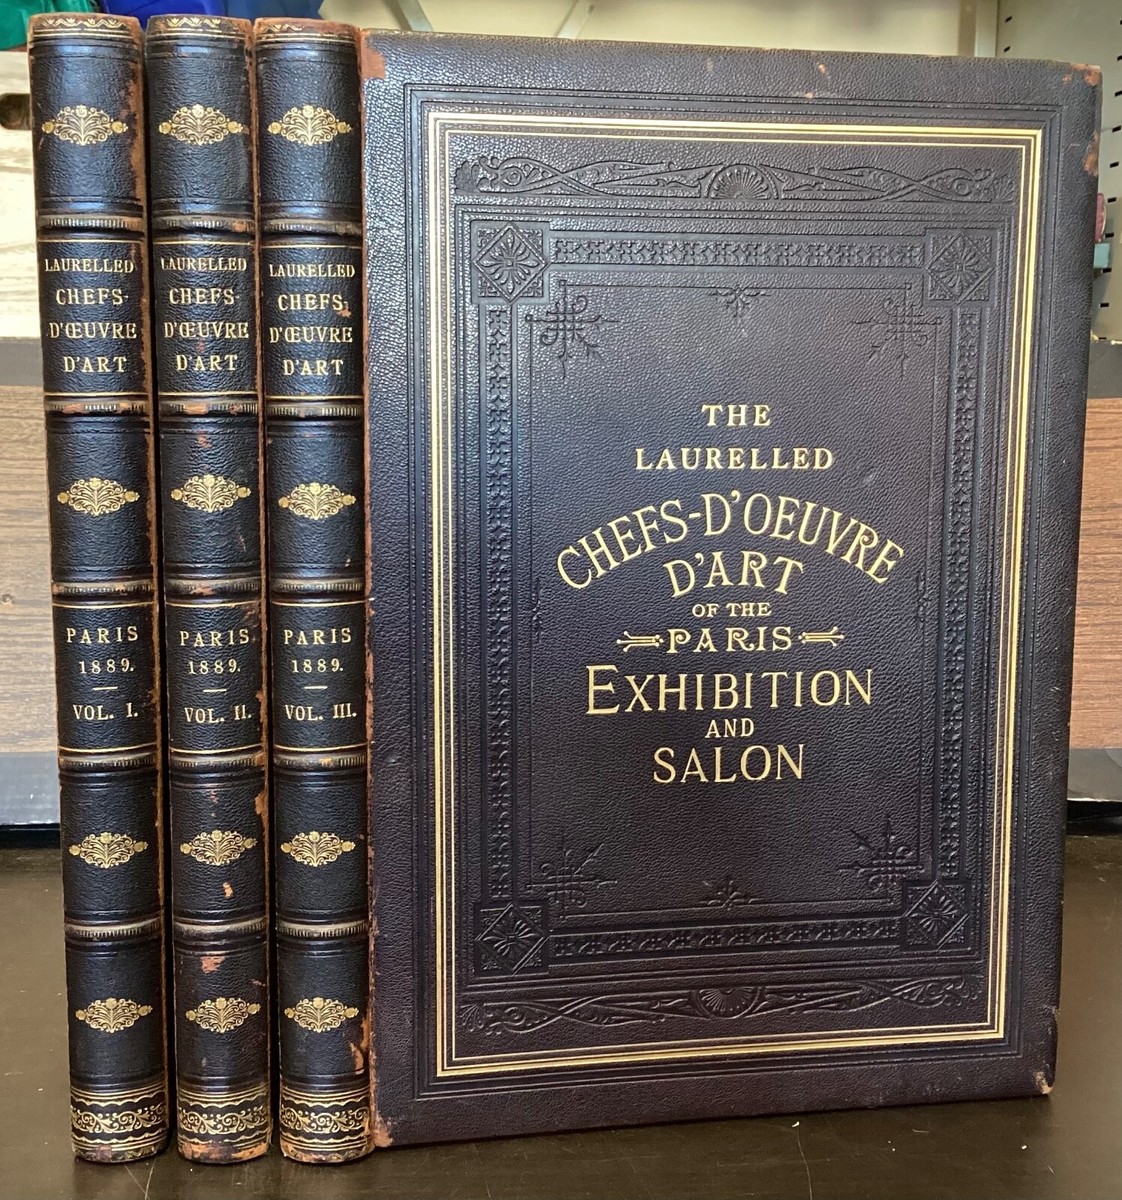 LAURELLED
CHEFS-
D'ŒUVRE
D'ART
PARIS
1889.
VOL. I.
LAURELLED
CHEFS-
D'ŒUVRE
D'ART
PARIS
1889.
VOL. II.
LAURELLED
CHEFS-
D'ŒUVRE
D'ART
PARIS
1889.
VOL. III.
THE
LAURELLED
CHEFS-D'OEUVRE
D'ART
OF THE
PARIS
EXHIBITION
AND
SALON